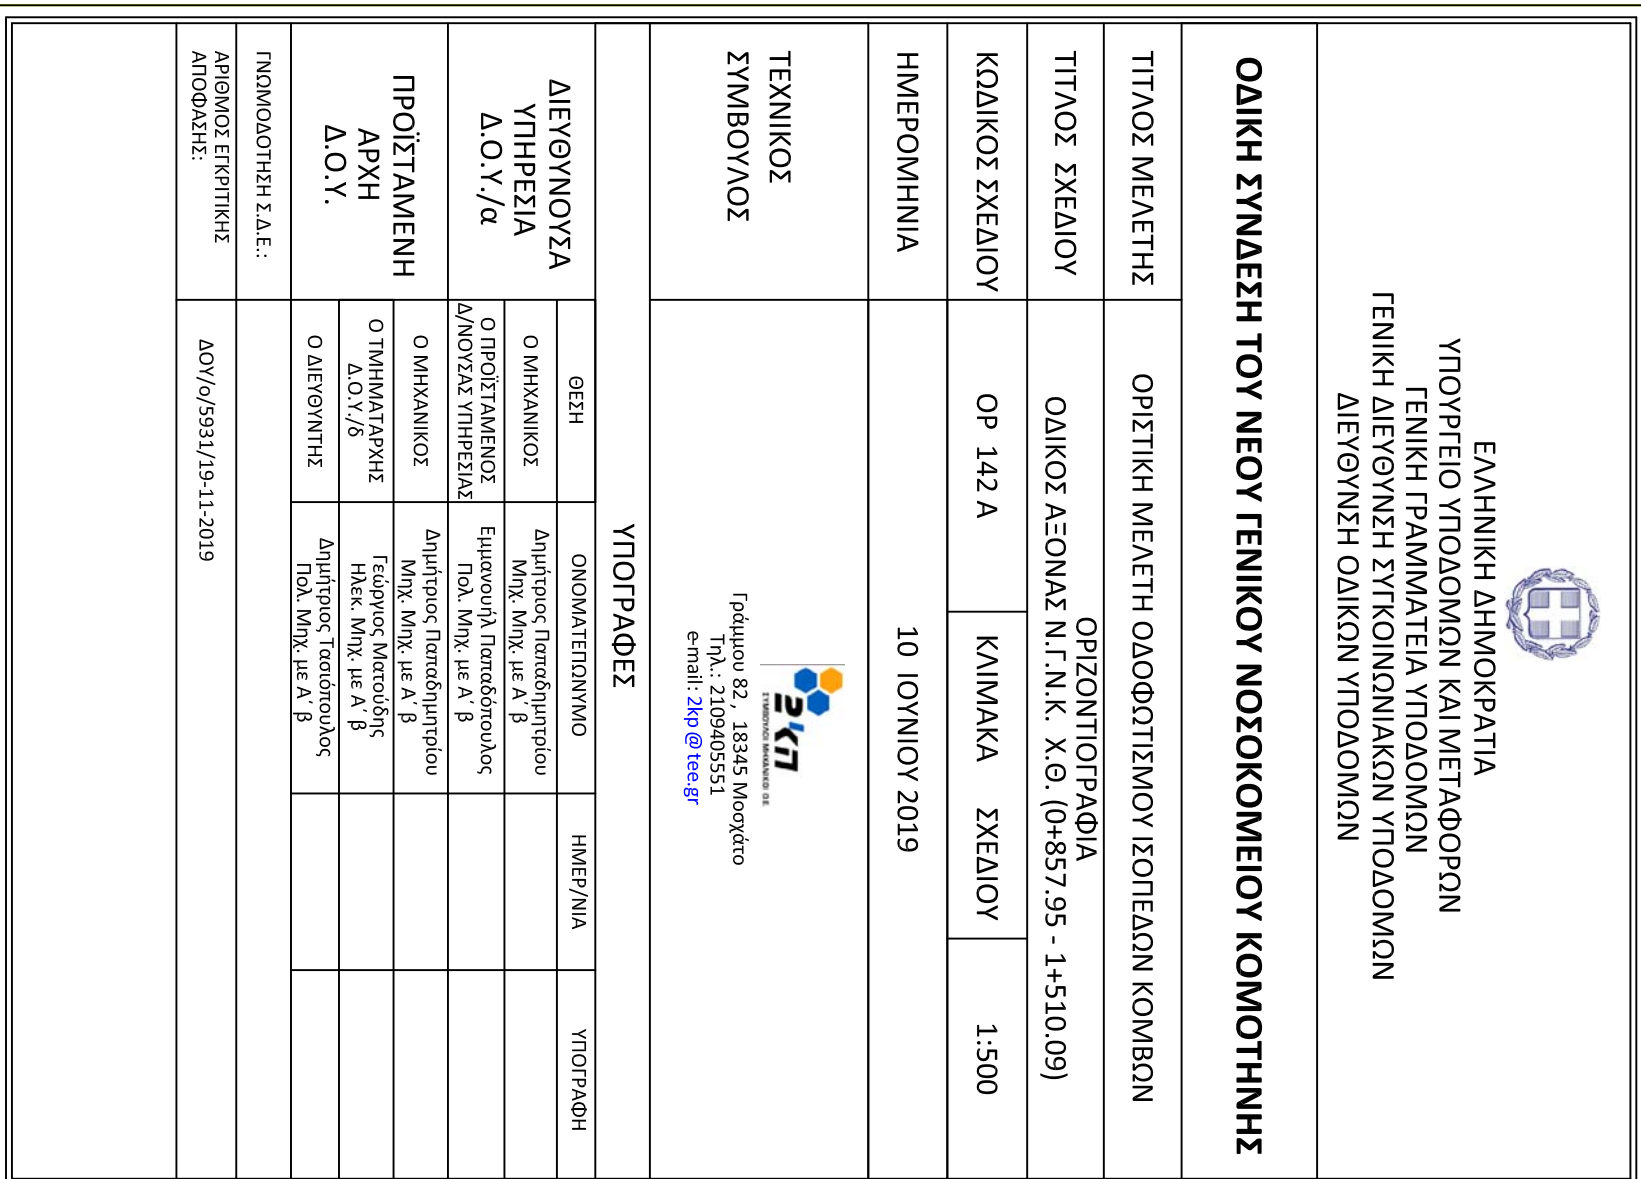 ΕΛΛΗΝΙΚΗ ΔΗΜΟΚΡΑΤΙΑ
ΥΠΟΥΡΓΕΙΟ ΥΠΟΔΟΜΩΝ ΚΑΙ ΜΕΤΑΦΟΡΩΝ
ΓΕΝΙΚΗ ΓΡΑΜΜΑΤΕΙΑ ΥΠΟΔΟΜΩΝ
ΓΕΝΙΚΗ ΔΙΕΥΘΥΝΣΗ ΣΥΓΚΟΙΝΩΝΙΑΚΩΝ ΥΠΟΔΟΜΩΝ
ΔΙΕΥΘΥΝΣΗ ΟΔΙΚΩΝ ΥΠΟΔΟΜΩΝ
ΟΔΙΚΗ ΣΥΝΔΕΣΗ ΤΟΥ ΝΕΟΥ ΓΕΝΙΚΟΥ ΝΟΣΟΚΟΜΕΙΟΥ ΚΟΜΟΤΗΝΗΣ
ΤΙΤΛΟΣ ΜΕΛΕΤΗΣ
ΟΡΙΣΤΙΚΗ ΜΕΛΕΤΗ ΟΔΟΦΩΤΙΣΜΟΥ ΙΣΟΠΕΔΩΝ ΚΟΜΒΩΝ
ΤΙΤΛΟΣ ΣΧΕΔΙΟΥ
ΟΡΙΖΟΝΤΙΟΓΡΑΦΙΑ
ΟΔΙΚΟΣ ΑΞΟΝΑΣ Ν.Γ.Ν.Κ. Χ.Θ. (0+857.95 - 1+510.09)
ΚΩΔΙΚΟΣ ΣΧΕΔΙΟΥ
ΟΡ 142 Α
ΚΛΙΜΑΚΑ ΣΧΕΔΙΟΥ
1:500
ΗΜΕΡΟΜΗΝΙΑ
10 ΙΟΥΝΙΟΥ 2019
ΤΕΧΝΙΚΟΣ
ΣΥΜΒΟΥΛΟΣ
2ΚΠ
ΣΥΜΒΟΥΛΟΙ ΜΗΧΑΝΙΚΟΙ Ο.Ε.
Γράμμου 82 , 18345 Μοσχάτο
Τηλ.: 2109405551
e-mail: 2kp@tee.gr
ΥΠΟΓΡΑΦΕΣ
ΘΕΣΗ
ΟΝΟΜΑΤΕΠΩΝΥΜΟ
ΗΜΕΡ/ΝΙΑ
ΥΠΟΓΡΑΦΗ
ΔΙΕΥΘΥΝΟΥΣΑ
ΥΠΗΡΕΣΙΑ
Δ.Ο.Υ./α
Ο ΜΗΧΑΝΙΚΟΣ
Δημήτριος Παπαδημητρίου
Μηχ. Μηχ. με Α΄ β
Ο ΠΡΟΪΣΤΑΜΕΝΟΣ
Δ/ΝΟΥΣΑΣ ΥΠΗΡΕΣΙΑΣ
Εμμανουήλ Παπαδόπουλος
Πολ. Μηχ. με Α΄ β
ΠΡΟΪΣΤΑΜΕΝΗ
ΑΡΧΗ
Δ.Ο.Υ.
Ο ΜΗΧΑΝΙΚΟΣ
Δημήτριος Παπαδημητρίου
Μηχ. Μηχ. με Α΄ β
Ο ΤΜΗΜΑΤΑΡΧΗΣ
Δ.Ο.Υ./δ
Γεώργιος Ματούδης
Ηλεκ. Μηχ. με Α΄ β
Ο ΔΙΕΥΘΥΝΤΗΣ
Δημήτριος Τασιόπουλος
Πολ. Μηχ. με Α΄ β
ΓΝΩΜΟΔΟΤΗΣΗ Σ.Δ.Ε.:
ΑΡΙΘΜΟΣ ΕΓΚΡΙΤΙΚΗΣ
ΑΠΟΦΑΣΗΣ:
ΔΟΥ/ο/5931/19-11-2019